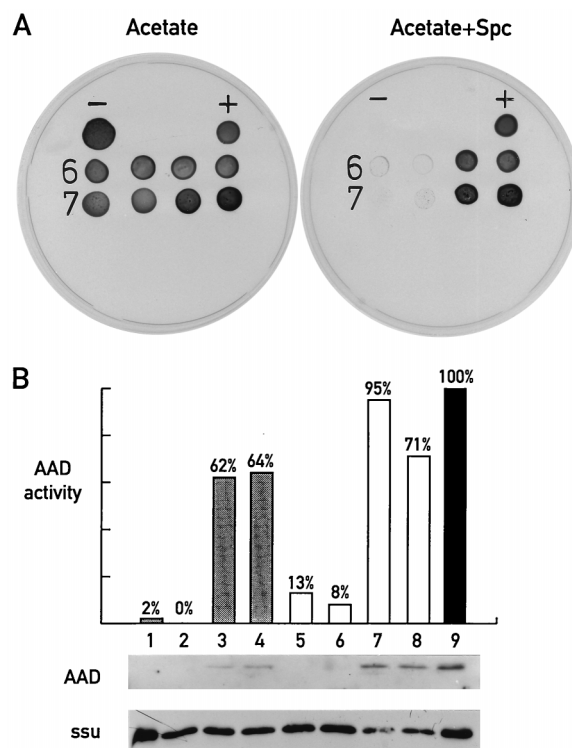 A
Acetate
Acetate+Spc
− +
− +
6
6
7
7
B
100%
95%
71%
62% 64%
AAD
activity
13%
8%
2% 0%
1 2 3 4 5 6 7 8 9
AAD
ssu